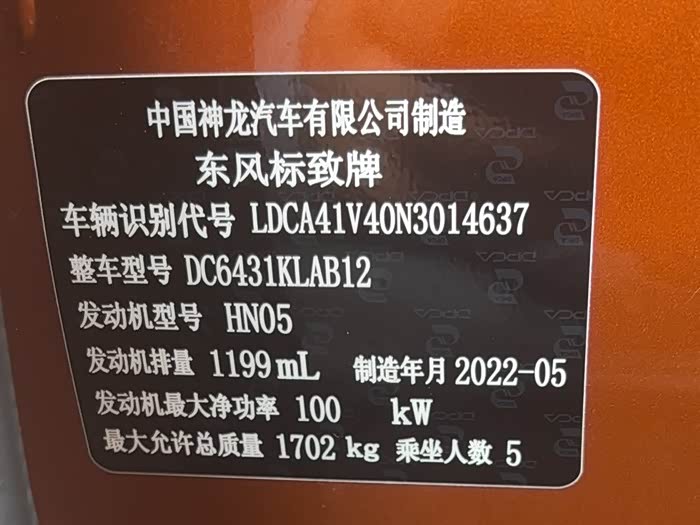 中国神龙汽车有限公司制造
东风标致牌
车辆识别代号 LDCA41V40N3014637
整车型号 DC6431KLAB12
发动机型号 HN05
发动机排量 1199mL 制造年月 2022-05
发动机最大净功率 100 kW
最大允许总质量 1702 kg 乘坐人数 5